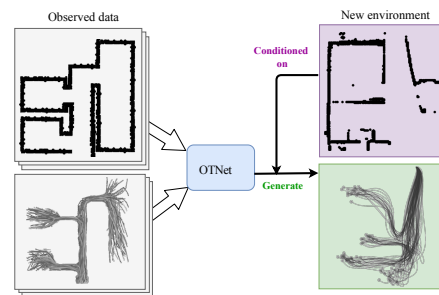 Observed data
New environment
Conditioned
on
OTNet
Generate